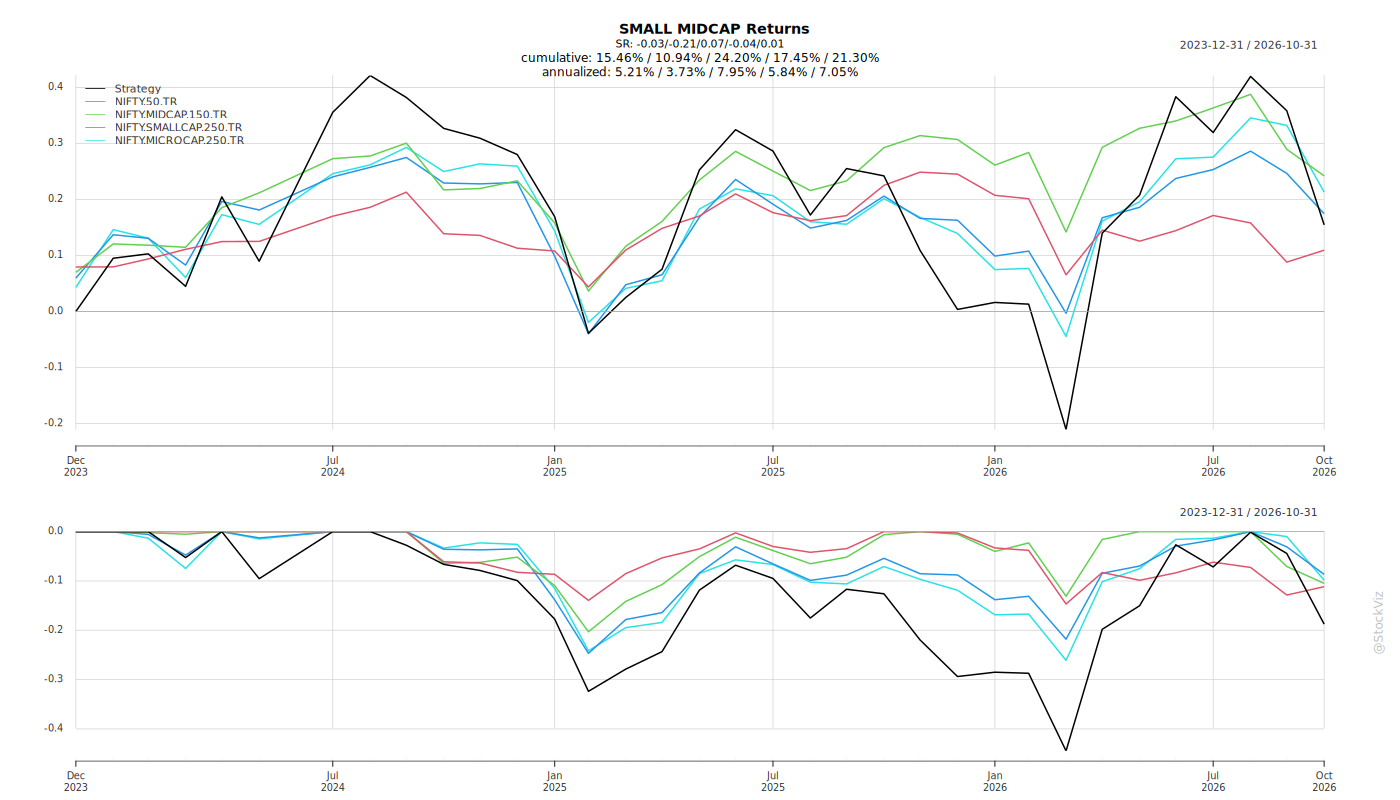 SMALL MIDCAP Returns
SR: -0.03/-0.21/0.07/-0.04/0.01
cumulative: 15.46% / 10.94% / 24.20% / 17.45% / 21.30%
annualized: 5.21% / 3.73% / 7.95% / 5.84% / 7.05%
2023-12-31 / 2026-10-31
Strategy
NIFTY.50.TR
NIFTY.MIDCAP.150.TR
NIFTY.SMALLCAP.250.TR
NIFTY.MICROCAP.250.TR
0.4
0.3
0.2
0.1
0.0
-0.1
-0.2
Dec Jul Jan Jul Jan Jul Oct
2023 2024 2025 2025 2026 2026 2026
2023-12-31 / 2026-10-31
0.0
-0.1
-0.2
-0.3
-0.4
Dec Jul Jan Jul Jan Jul Oct
2023 2024 2025 2025 2026 2026 2026
@StockViz